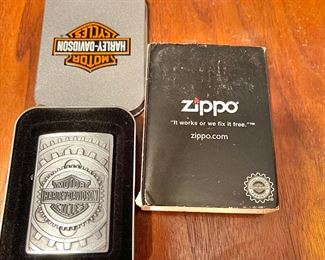 MOTOR
HARLEY-DAVIDSON
CYCLES
zippo
"It works or we fix it free."™
zippo.com
MOTOR
HARLEY-DAVIDSON
CYCLES